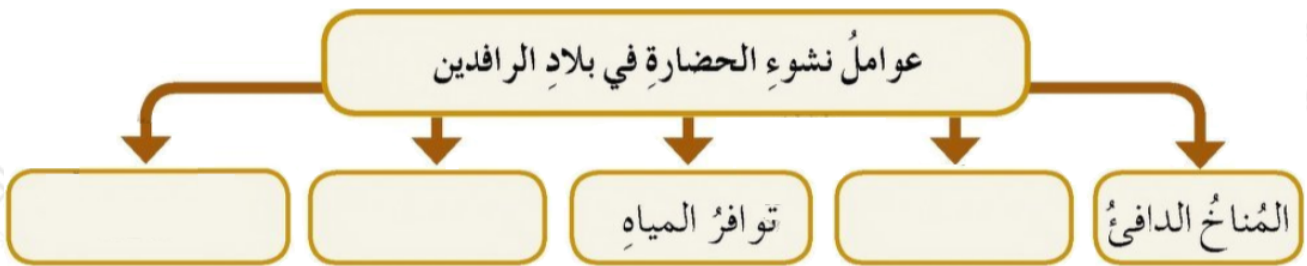 عواملُ نشوءِ الحضارةِ في بلادِ الرافدين
المُناخُ الدافئُ
توافرُ المياهِ